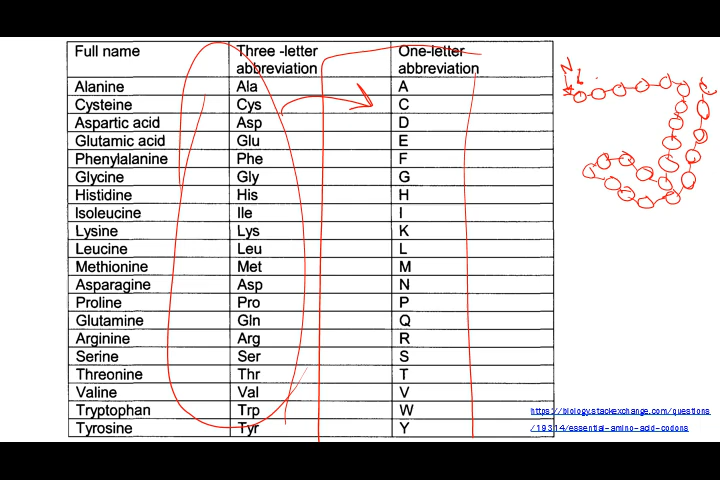 Full name Three -letter abbreviation One-letter abbreviation
Alanine Ala A
Cysteine Cys C
Aspartic acid Asp D
Glutamic acid Glu E
Phenylalanine Phe F
Glycine Gly G
Histidine His H
Isoleucine Ile I
Lysine Lys K
Leucine Leu L
Methionine Met M
Asparagine Asp N
Proline Pro P
Glutamine Gln Q
Arginine Arg R
Serine Ser S
Threonine Thr T
Valine Val V
Tryptophan Trp W
Tyrosine Tyr Y
N
C
https://biology.stackexchange.com/questions
/19314/essential-amino-acid-codons